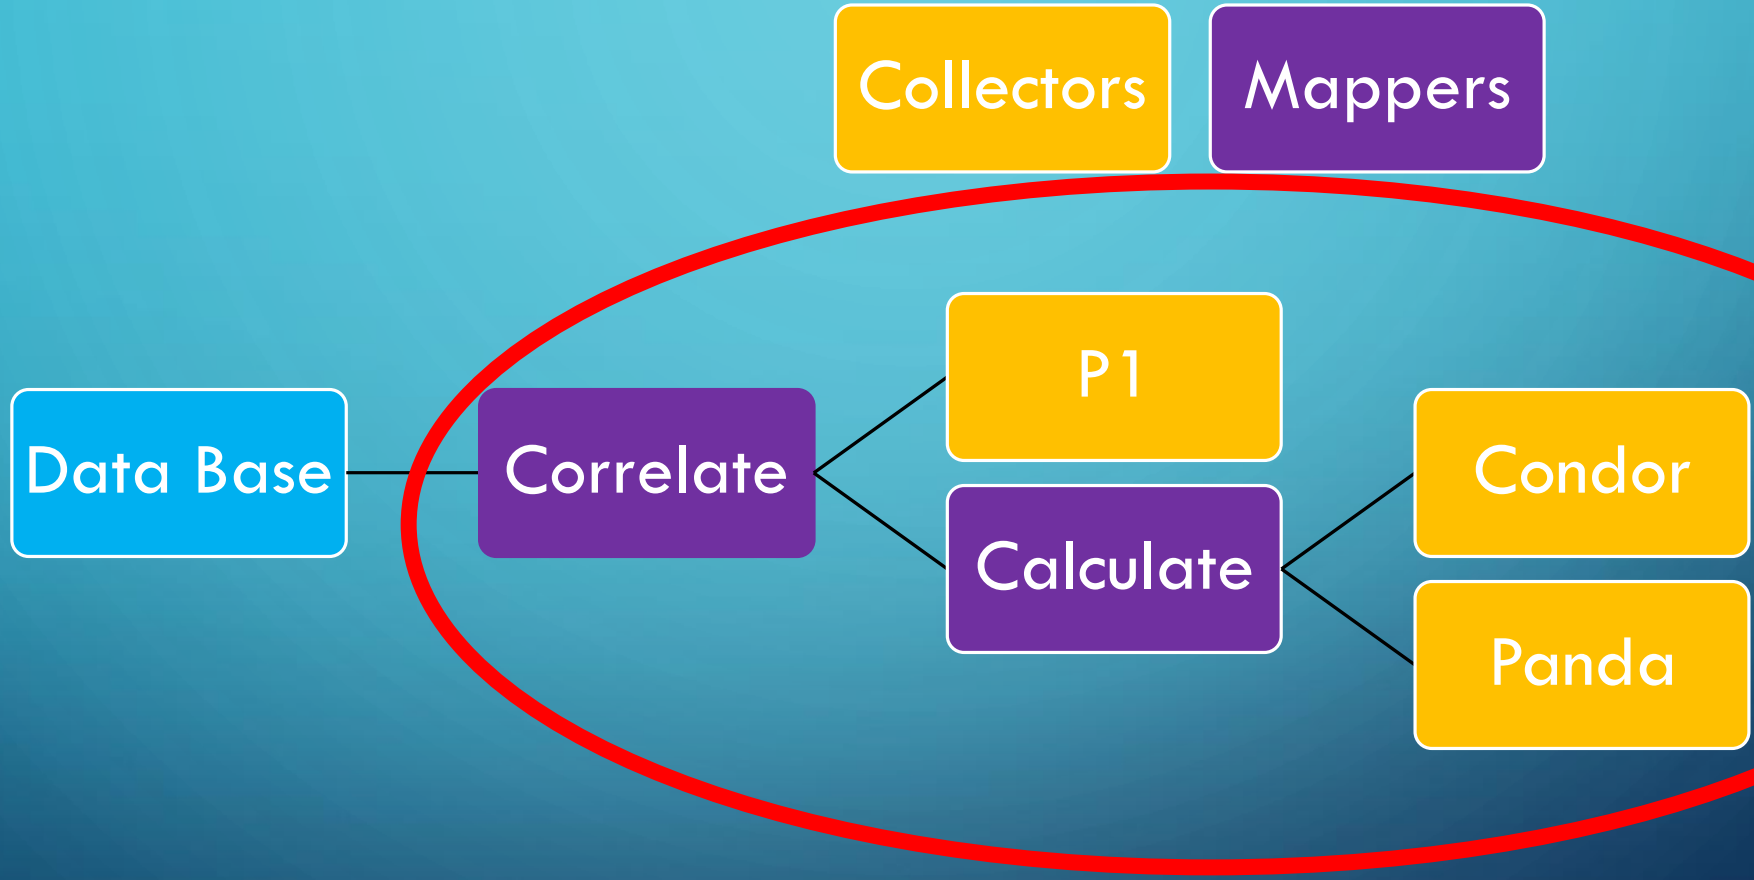 Collectors
Mappers
P1
Data Base
Correlate
Condor
Calculate
Panda